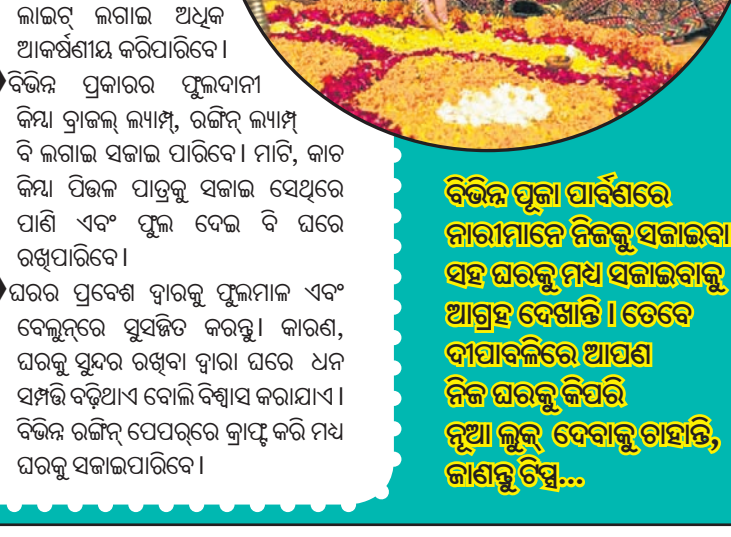 ଲାଇଟ୍ ଲଗାଇ ଅଧିକ
ଆକର୍ଷଣୀୟ କରିପାରିବେ।
ବିଭିନ୍ନ ପ୍ରକାରର ଫୁଲଦାନୀ
କିମ୍ବା ବ୍ରାଜଲ୍ ଲ୍ୟାମ୍ପ, ରଙ୍ଗିନ୍ ଲ୍ୟାମ୍ପ
ବି ଲଗାଇ ସଜାଇ ପାରିବେ। ମାଟି, କାଚ
କିମ୍ବା ପିତ୍ତଳ ପାତ୍ରକୁ ସଜାଇ ସେଥିରେ
ପାଣି ଏବଂ ଫୁଲ ଦେଇ ବି ଘରେ
ରଖିପାରିବେ।
ଘରର ପ୍ରବେଶ ଦ୍ୱାରକୁ ଫୁଲମାଳ ଏବଂ
ବେଲୁନ୍‌ରେ ସୁସଜ୍ଜିତ କରନ୍ତୁ। କାରଣ,
ଘରକୁ ସୁନ୍ଦର ରଖିବା ଦ୍ୱାରା ଘରେ ଧନ
ସମ୍ପତ୍ତି ବଢ଼ିଥାଏ ବୋଲି ବିଶ୍ୱାସ କରାଯାଏ।
ବିଭିନ୍ନ ରଙ୍ଗିନ୍ ପେପର୍‌ରେ କ୍ରାଫ୍ଟ କରି ମଧ୍ୟ
ଘରକୁ ସଜାଇପାରିବେ।
ବିଭିନ୍ନ ପୂଜା ପାର୍ବଣରେ
ନାରୀମାନେ ନିଜକୁ ସଜାଇବା
ସହ ଘରକୁ ମଧ୍ୟ ସଜାଇବାକୁ
ଆଗ୍ରହ ଦେଖାନ୍ତି। ତେବେ
ଦୀପାବଳିରେ ଆପଣ
ନିଜ ଘରକୁ କିପରି
ନୂଆ ଲୁକ୍ ଦେବାକୁ ଚାହାନ୍ତି,
ଜାଣନ୍ତୁ ଟିପ୍ସ...